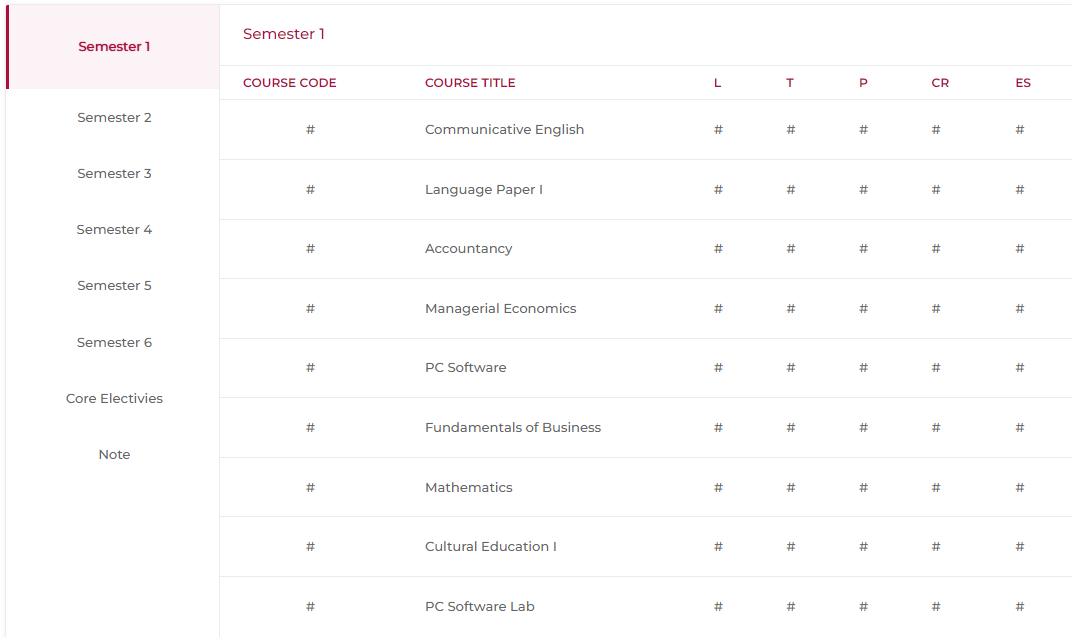 Semester 1
Semester 2
Semester 3
Semester 4
Semester 5
Semester 6
Core Electivies
Note
Semester 1
COURSE CODE COURSE TITLE L T P CR ES
# Communicative English # # # # #
# Language Paper I # # # # #
# Accountancy # # # # #
# Managerial Economics # # # # #
# PC Software # # # # #
# Fundamentals of Business # # # # #
# Mathematics # # # # #
# Cultural Education I # # # # #
# PC Software Lab # # # # #